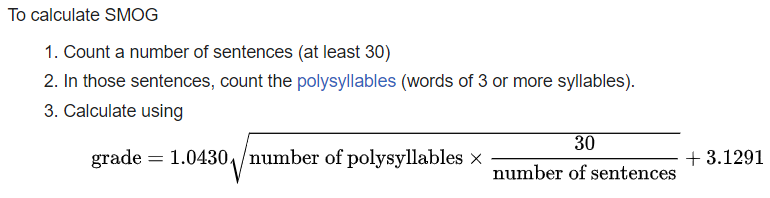 To calculate SMOG
1. Count a number of sentences (at least 30)
2. In those sentences, count the polysyllables (words of 3 or more syllables).
3. Calculate using
grade = 1.0430√(number of polysyllables × 30/number of sentences) + 3.1291